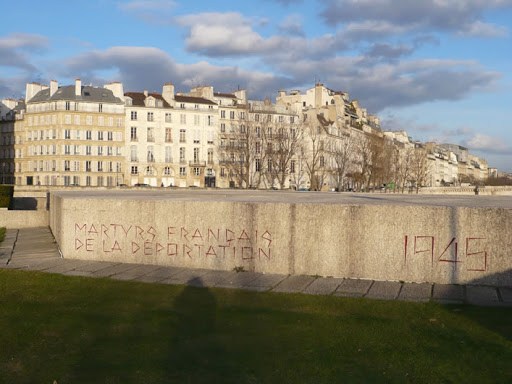 MARTYRS FRANÇAIS
DE LA DÉPORTATION
1945